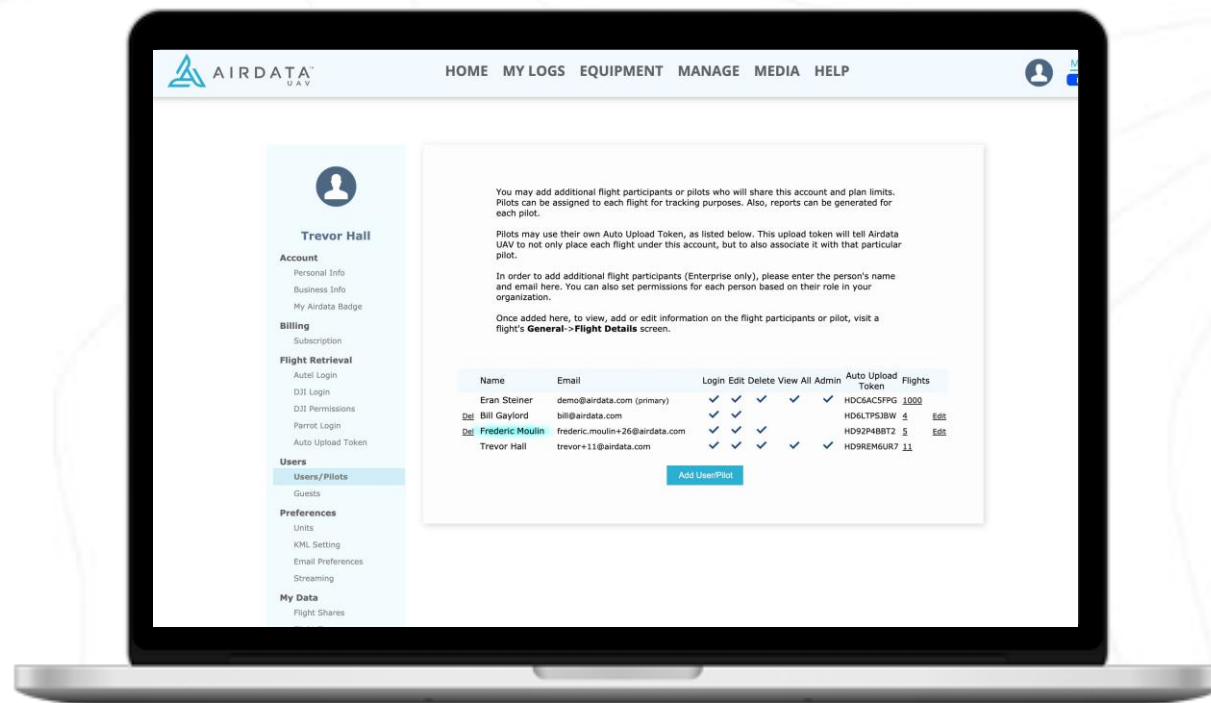 AIRDATA™
UAV
HOME MY LOGS EQUIPMENT MANAGE MEDIA HELP
Trevor Hall
Account
Personal Info
Business Info
My Airdata Badge
Billing
Subscription
Flight Retrieval
Autel Login
DJI Login
DJI Permissions
Parrot Login
Auto Upload Token
Users
Users/Pilots
Guests
Preferences
Units
KML Setting
Email Preferences
Streaming
My Data
Flight Shares
You may add additional flight participants or pilots who will share this account and plan limits.
Pilots can be assigned to each flight for tracking purposes. Also, reports can be generated for
each pilot.
Pilots may use their own Auto Upload Token, as listed below. This upload token will tell Airdata
UAV to not only place each flight under this account, but to also associate it with that particular
pilot.
In order to add additional flight participants (Enterprise only), please enter the person's name
and email here. You can also set permissions for each person based on their role in your
organization.
Once added here, to view, add or edit information on the flight participants or pilot, visit a
flight's General->Flight Details screen.
Name Email Login Edit Delete View All Admin Auto Upload Token Flights
Eran Steiner demo@airdata.com (primary) ✓ ✓ ✓ ✓ ✓ HDC6AC5FPG 1000
Del Bill Gaylord bill@airdata.com ✓ ✓ HD6LTPSJBW 4 Edit
Del Frederic Moulin frederic.moulin+26@airdata.com ✓ ✓ ✓ HD92P4BBT2 5 Edit
Trevor Hall trevor+11@airdata.com ✓ ✓ ✓ ✓ ✓ HD9REM6UR7 11
Add User/Pilot